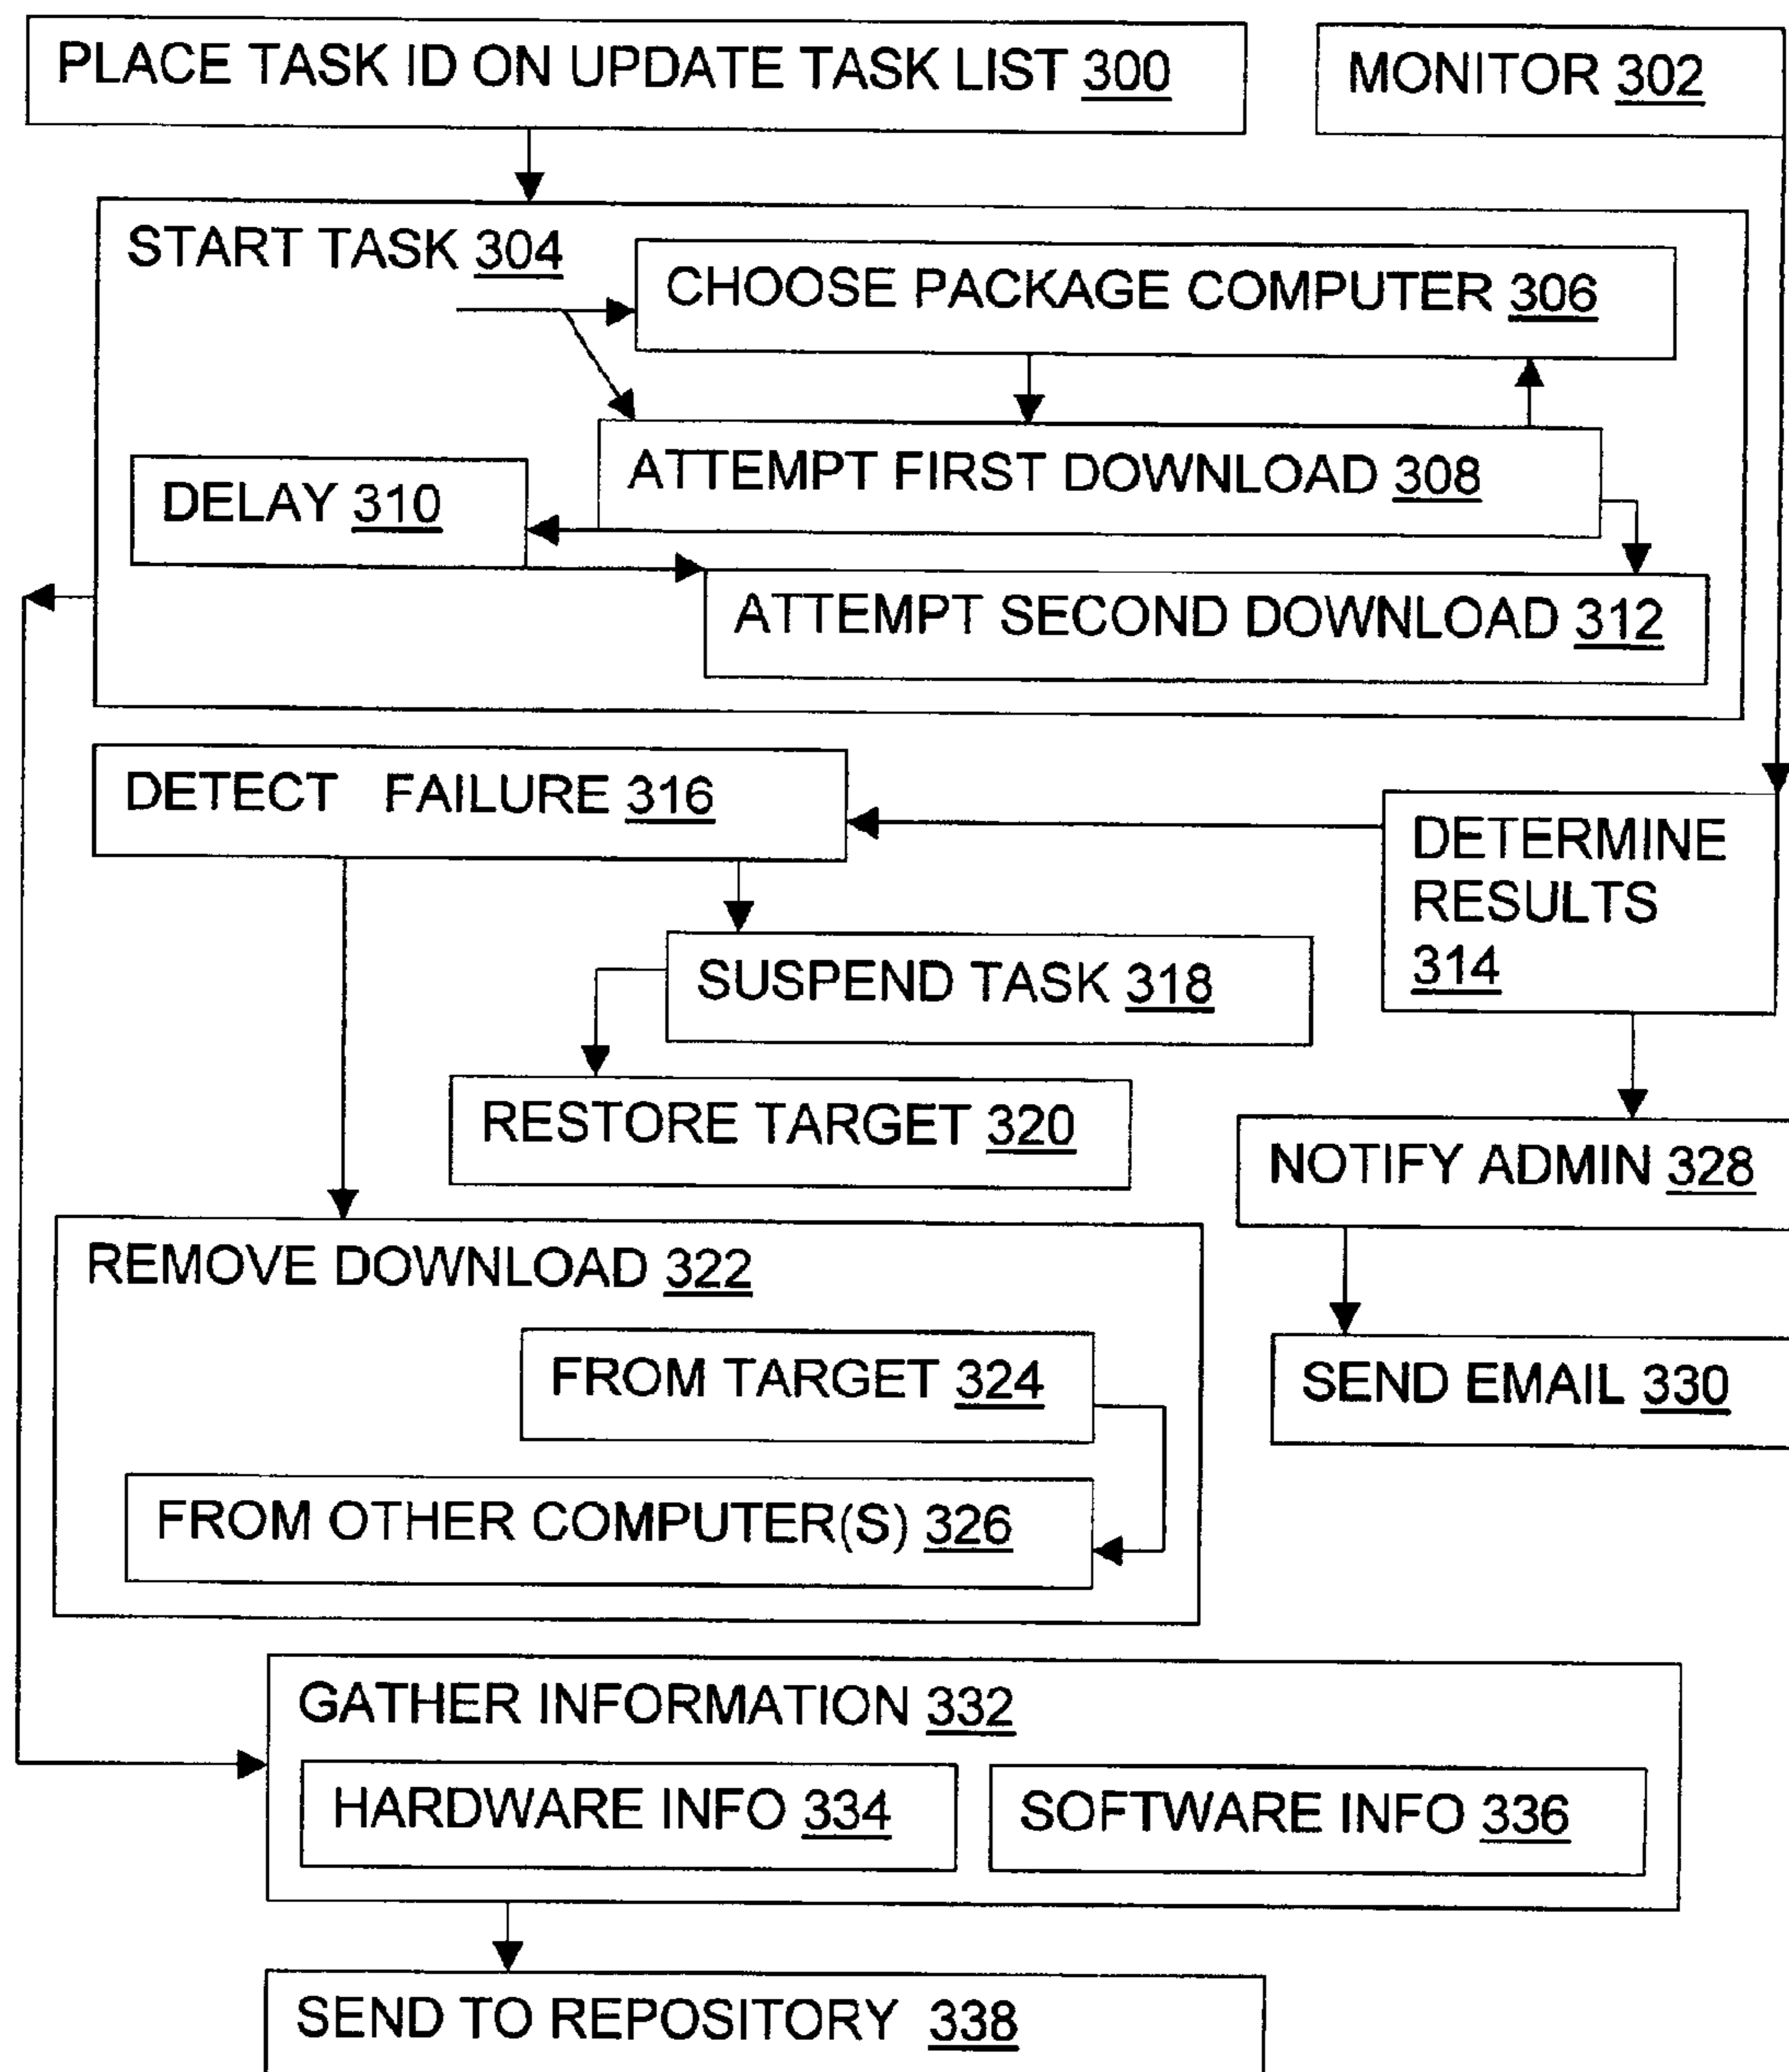 PLACE TASK ID ON UPDATE TASK LIST 300
MONITOR 302
START TASK 304
CHOOSE PACKAGE COMPUTER 306
ATTEMPT FIRST DOWNLOAD 308
DELAY 310
ATTEMPT SECOND DOWNLOAD 312
DETECT FAILURE 316
DETERMINE
RESULTS
314
SUSPEND TASK 318
RESTORE TARGET 320
NOTIFY ADMIN 328
REMOVE DOWNLOAD 322
FROM TARGET 324
SEND EMAIL 330
FROM OTHER COMPUTER(S) 326
GATHER INFORMATION 332
HARDWARE INFO 334
SOFTWARE INFO 336
SEND TO REPOSITORY 338